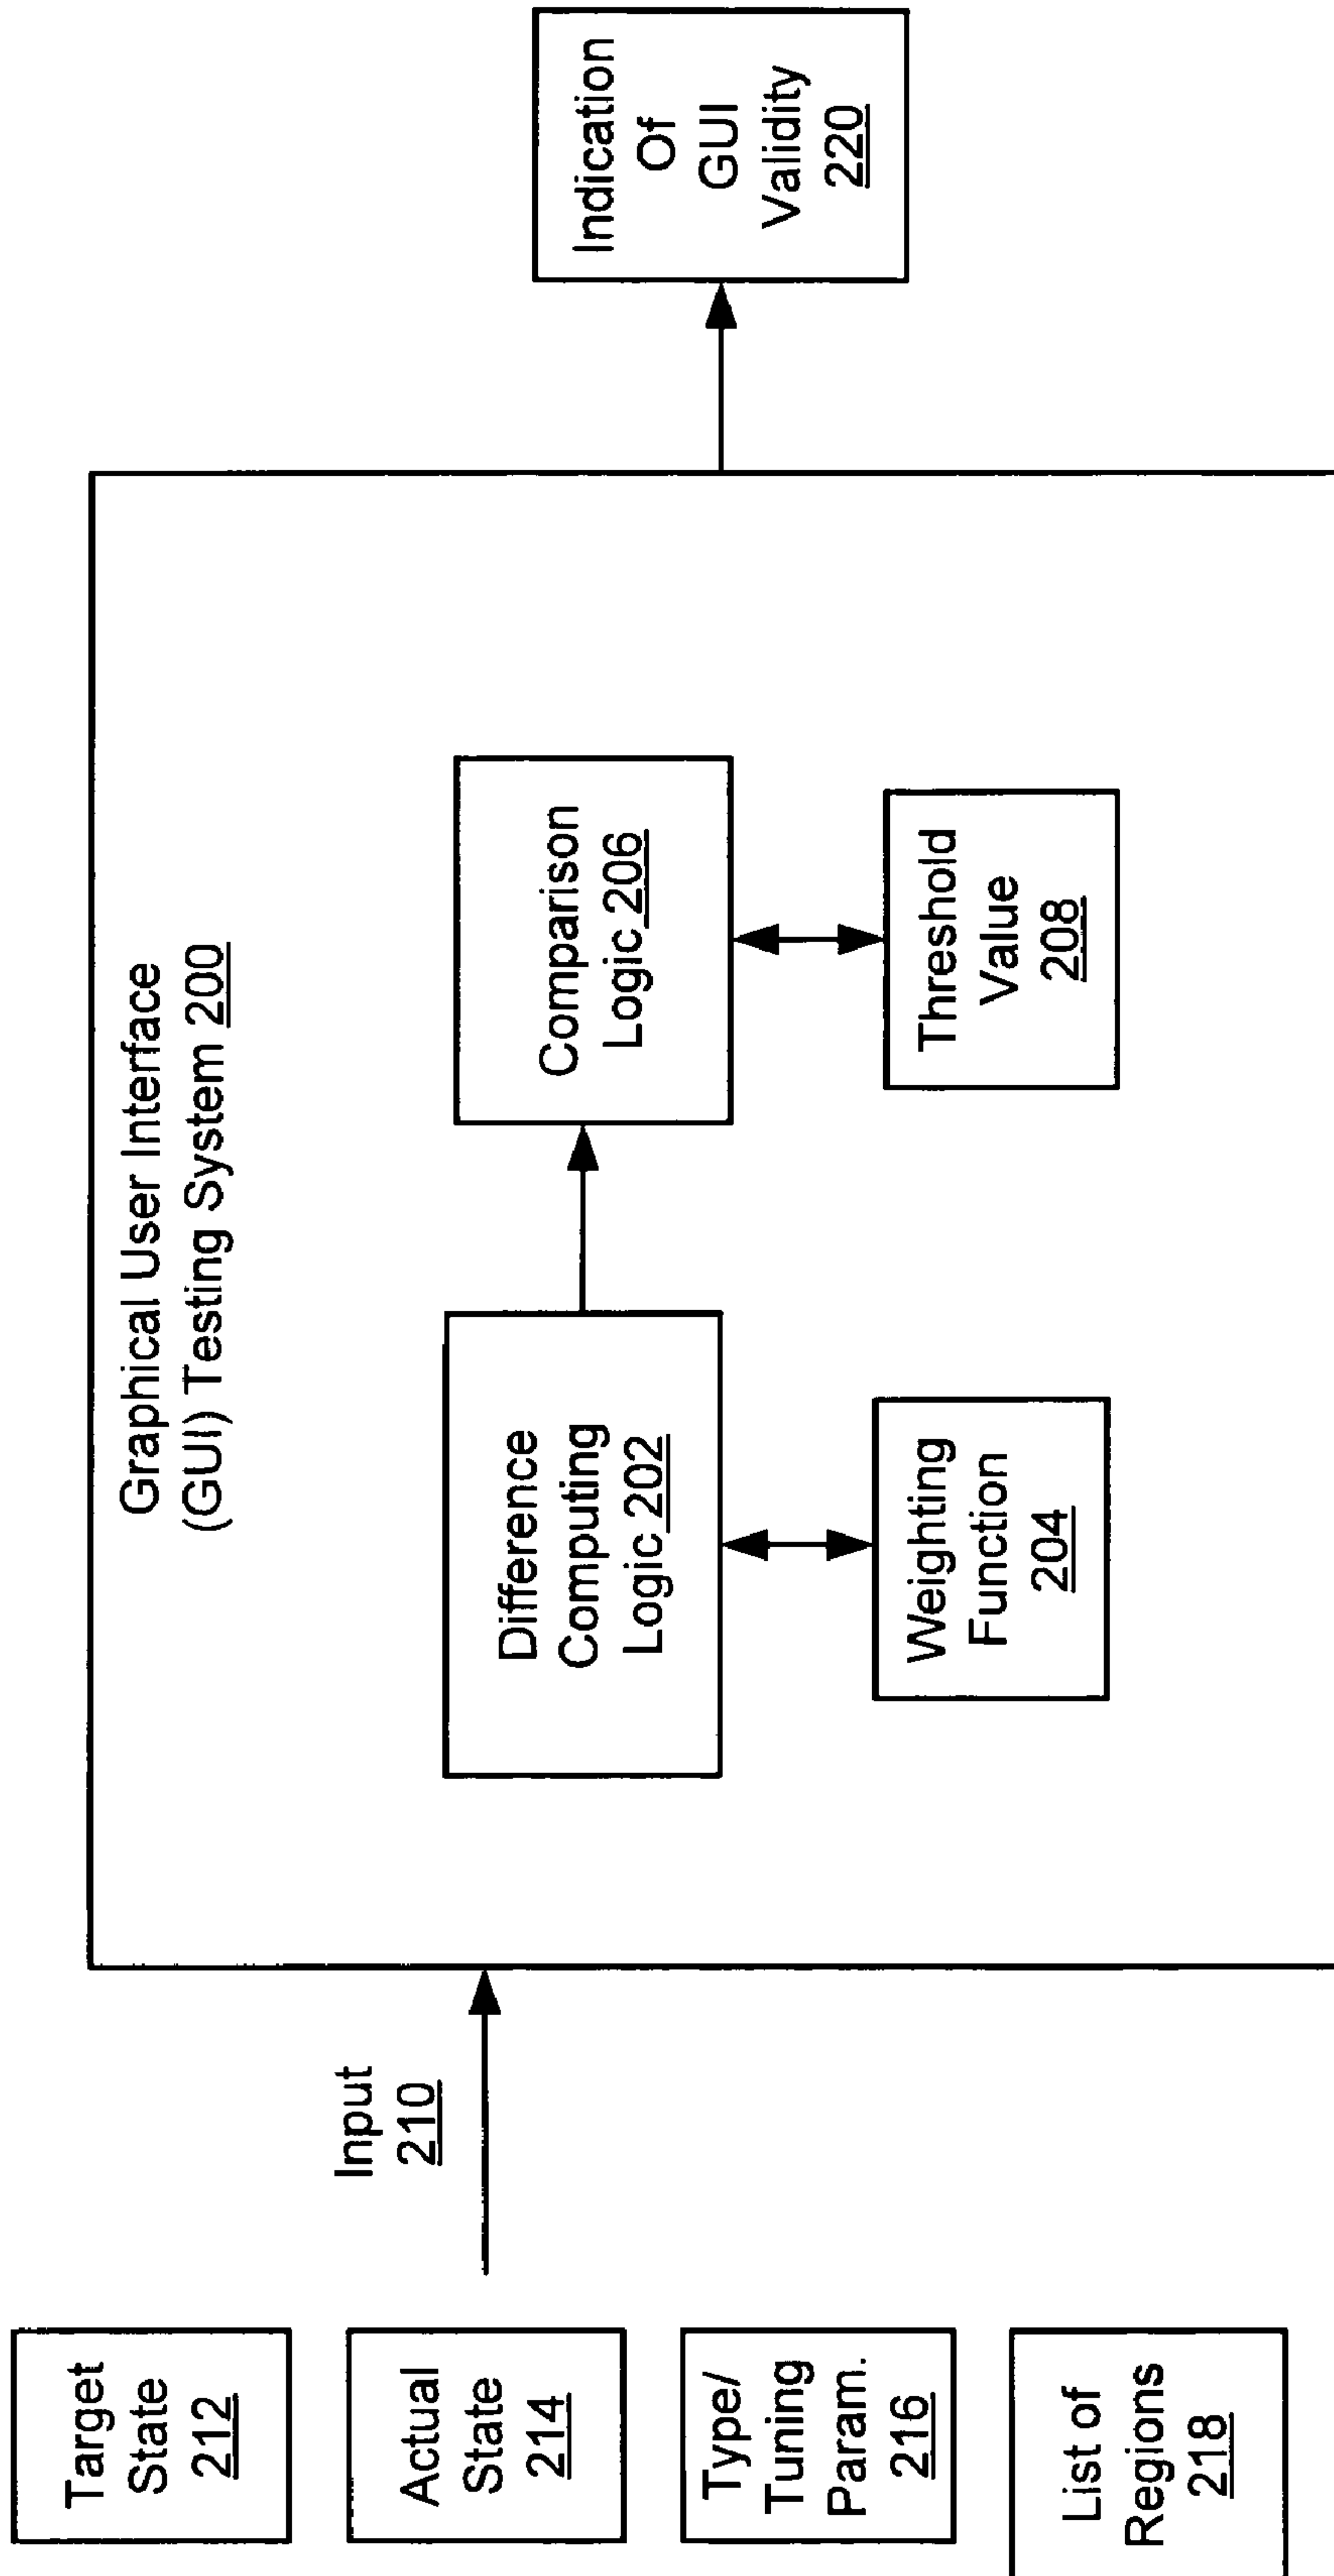 Graphical User Interface
(GUI) Testing System 200
Target
State
212
Actual
State
214
Type/
Tuning
Param.
216
List of
Regions
218
Input
210
Difference
Computing
Logic 202
Weighting
Function
204
Comparison
Logic 206
Threshold
Value
208
Indication
Of
GUI
Validity
220